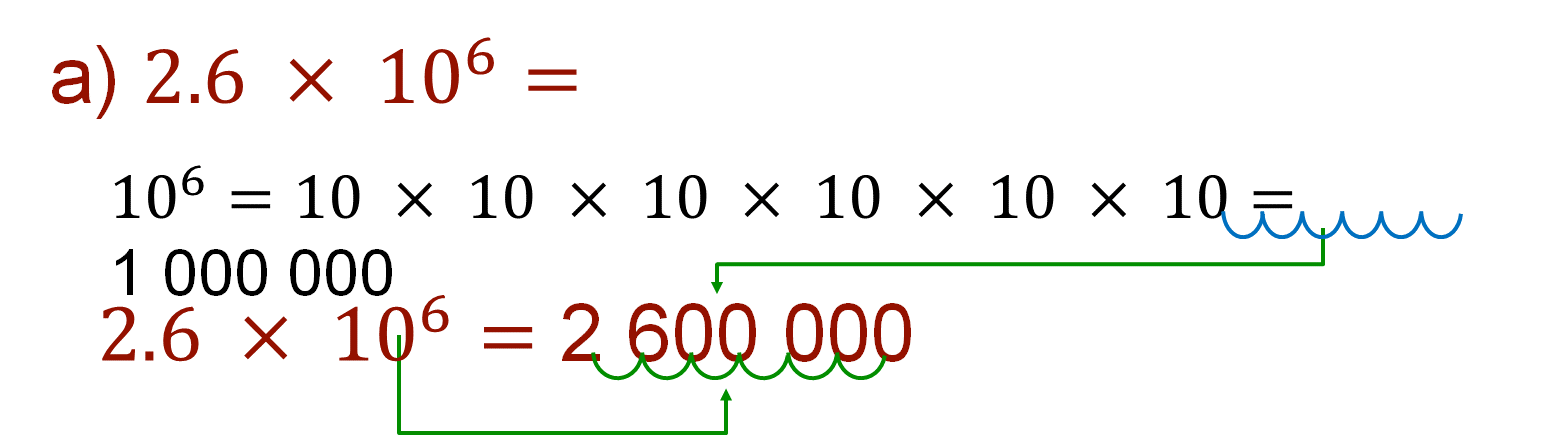 a) 2.6 × 10⁶ =
10⁶ = 10 × 10 × 10 × 10 × 10 × 10 =
1 000 000
2.6 × 10⁶ = 2 600 000